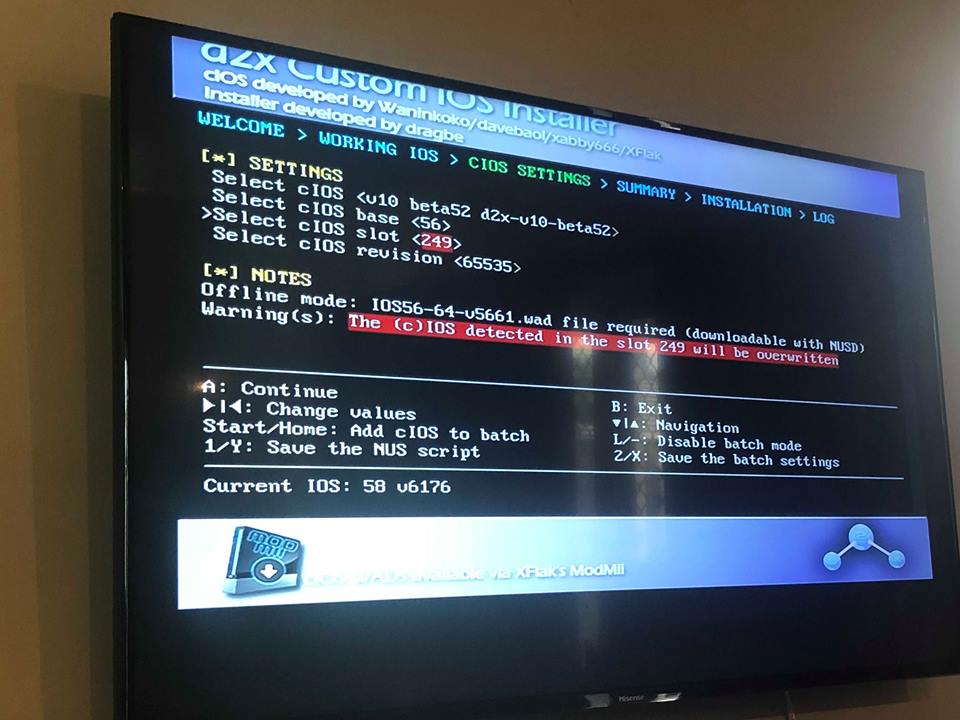 d2x Custom IOS Installer
cIOS developed by Waninkoko/davebaol/xabby666/XFlak
Installer developed by dragbe
WELCOME > WORKING IOS > CIOS SETTINGS > SUMMARY > INSTALLATION > LOG
[*] SETTINGS
Select cIOS <v10 beta52 d2x-v10-beta52>
Select cIOS base <56>
>Select cIOS slot <249>
Select cIOS revision <65535>
[*] NOTES
Offline mode: IOS56-64-v5661.wad file required (downloadable with NUSD)
Warning(s): The (c)IOS detected in the slot 249 will be overwritten
A: Continue
B: Exit
▶|◀: Change values
▼|▲: Navigation
Start/Home: Add cIOS to batch
L/-: Disable batch mode
1/Y: Save the NUS script
2/X: Save the batch settings
Current IOS: 58 v6176
MOD
Mii
WADs available via XFlak's ModMii
Hisense